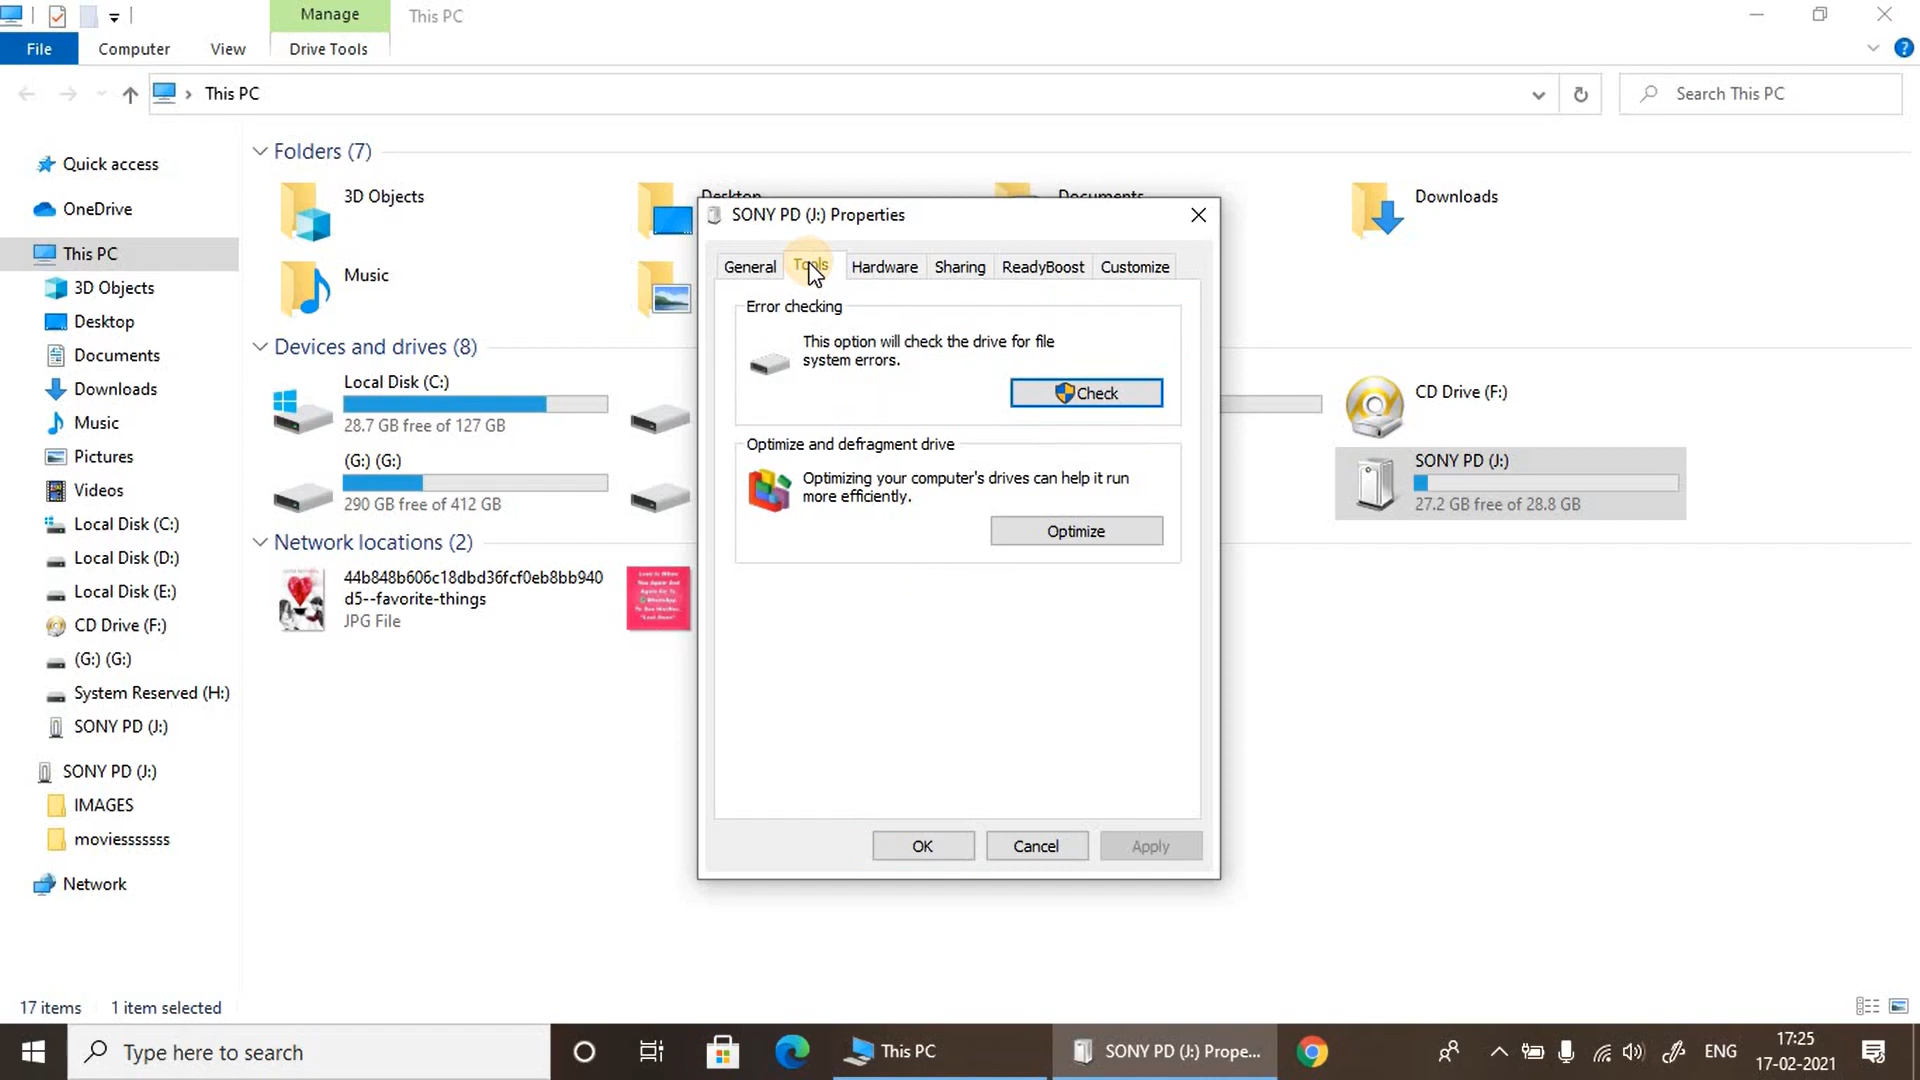 Manage
This PC
File
Computer
View
Drive Tools
This PC
Search This PC
Quick access
OneDrive
This PC
3D Objects
Desktop
Documents
Downloads
Music
Pictures
Videos
Local Disk (C:)
Local Disk (D:)
Local Disk (E:)
CD Drive (F:)
(G:) (G:)
System Reserved (H:)
SONY PD (J:)
SONY PD (J:)
IMAGES
moviesssssss
Network
Folders (7)
3D Objects
Desktop
Documents
Downloads
Music
Devices and drives (8)
Local Disk (C:)
28.7 GB free of 127 GB
CD Drive (F:)
(G:) (G:)
290 GB free of 412 GB
SONY PD (J:)
27.2 GB free of 28.8 GB
Network locations (2)
44b848b606c18dbd36fcf0eb8bb940
d5--favorite-things
JPG File
SONY PD (J:) Properties
General
Tools
Hardware
Sharing
ReadyBoost
Customize
Error checking
This option will check the drive for file
system errors.
Check
Optimize and defragment drive
Optimizing your computer's drives can help it run
more efficiently.
Optimize
OK
Cancel
Apply
17 items
1 item selected
Type here to search
This PC
SONY PD (J:) Prope...
ENG
17:25
17-02-2021